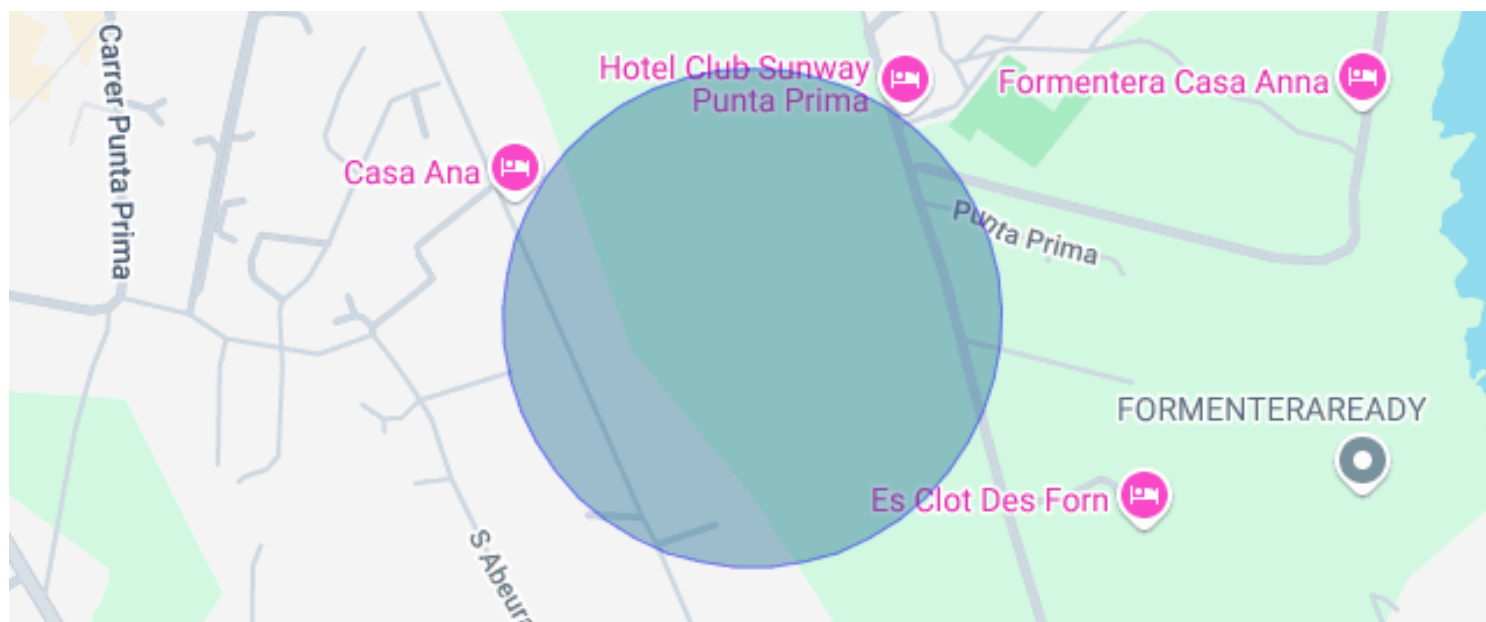 Carrer Punta Prima
Hotel Club Sunway
Punta Prima
Formentera Casa Anna
Casa Ana
Punta Prima
FORMENTERAREADY
Es Clot Des Forn
S Abeura